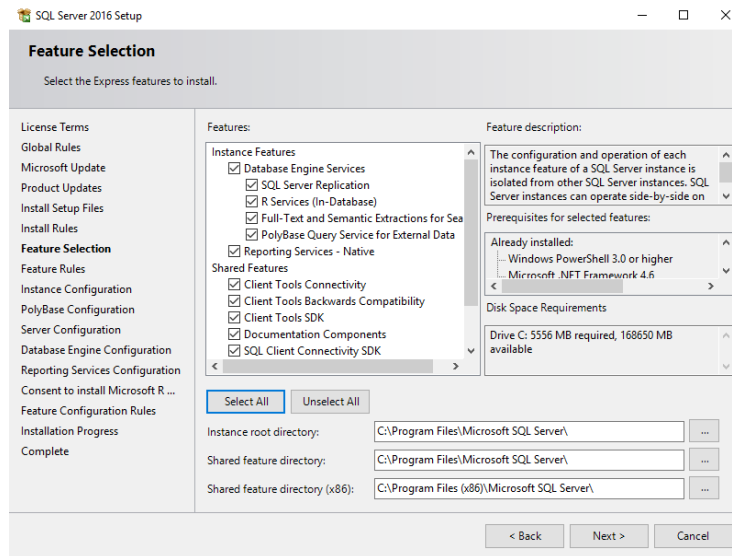 SQL Server 2016 Setup
Feature Selection
Select the Express features to install.
License Terms
Global Rules
Microsoft Update
Product Updates
Install Setup Files
Install Rules
Feature Selection
Feature Rules
Instance Configuration
PolyBase Configuration
Server Configuration
Database Engine Configuration
Reporting Services Configuration
Consent to install Microsoft R ...
Feature Configuration Rules
Installation Progress
Complete
Features:
Instance Features
Database Engine Services
SQL Server Replication
R Services (In-Database)
Full-Text and Semantic Extractions for Sea
PolyBase Query Service for External Data
Reporting Services - Native
Shared Features
Client Tools Connectivity
Client Tools Backwards Compatibility
Client Tools SDK
Documentation Components
SQL Client Connectivity SDK
Feature description:
The configuration and operation of each
instance feature of a SQL Server instance is
isolated from other SQL Server instances. SQL
Server instances can operate side-by-side on
Prerequisites for selected features:
Already installed:
Windows PowerShell 3.0 or higher
Microsoft .NET Framework 4.6
Disk Space Requirements
Drive C: 5556 MB required, 168650 MB
available
Select All
Unselect All
Instance root directory:
C:\Program Files\Microsoft SQL Server\
...
Shared feature directory:
C:\Program Files\Microsoft SQL Server\
...
Shared feature directory (x86):
C:\Program Files (x86)\Microsoft SQL Server\
...
< Back
Next >
Cancel